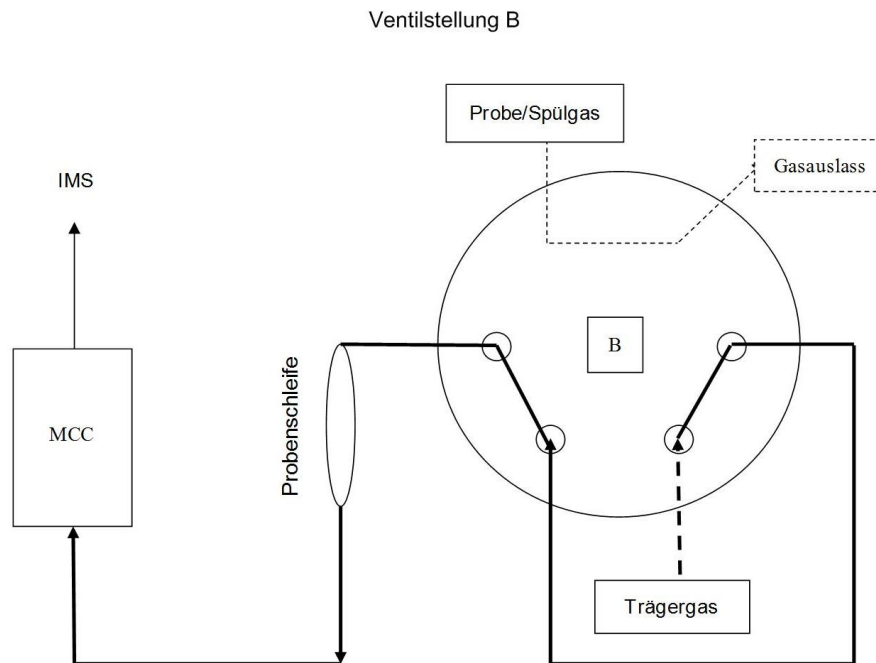 Ventilstellung B
Probe/Spülgas
Gasauslass
IMS
B
MCC
Probenschleife
Trägergas